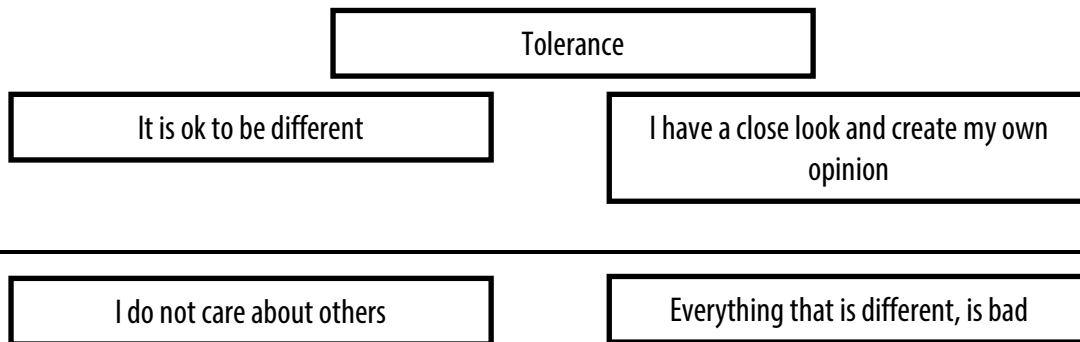 Tolerance
It is ok to be different
I have a close look and create my own
opinion
I do not care about others
Everything that is different, is bad